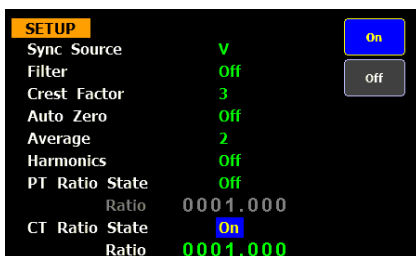 SETUP
Sync Source V
Filter Off
Crest Factor 3
Auto Zero Off
Average 2
Harmonics Off
PT Ratio State Off
Ratio 0001.000
CT Ratio State On
Ratio 0001.000
On
Off